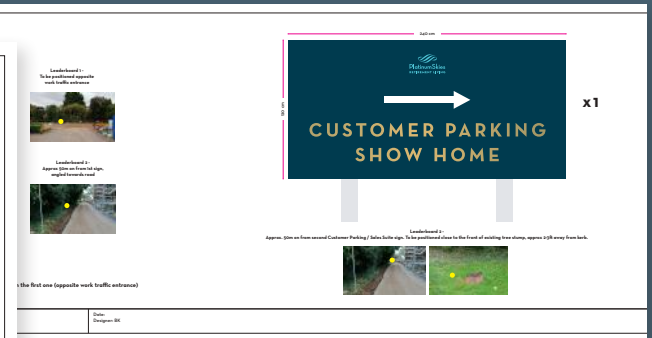 Leaderboard 1-
To be positioned opposite
work traffic entrance
Leaderboard 2-
Approx 50m on from 1st sign,
angled towards road
n the first one (opposite work traffic entrance)
240 cm
120 cm
PlatinumSkies
CUSTOMER PARKING
SHOW HOME
x1
Leaderboard 3-
Approx. 50m on from second Customer Parking / Sales Suite sign. To be positioned close to the front of existing tree stump, approx 2-3ft away from kerb.
Date:
Designer: BK